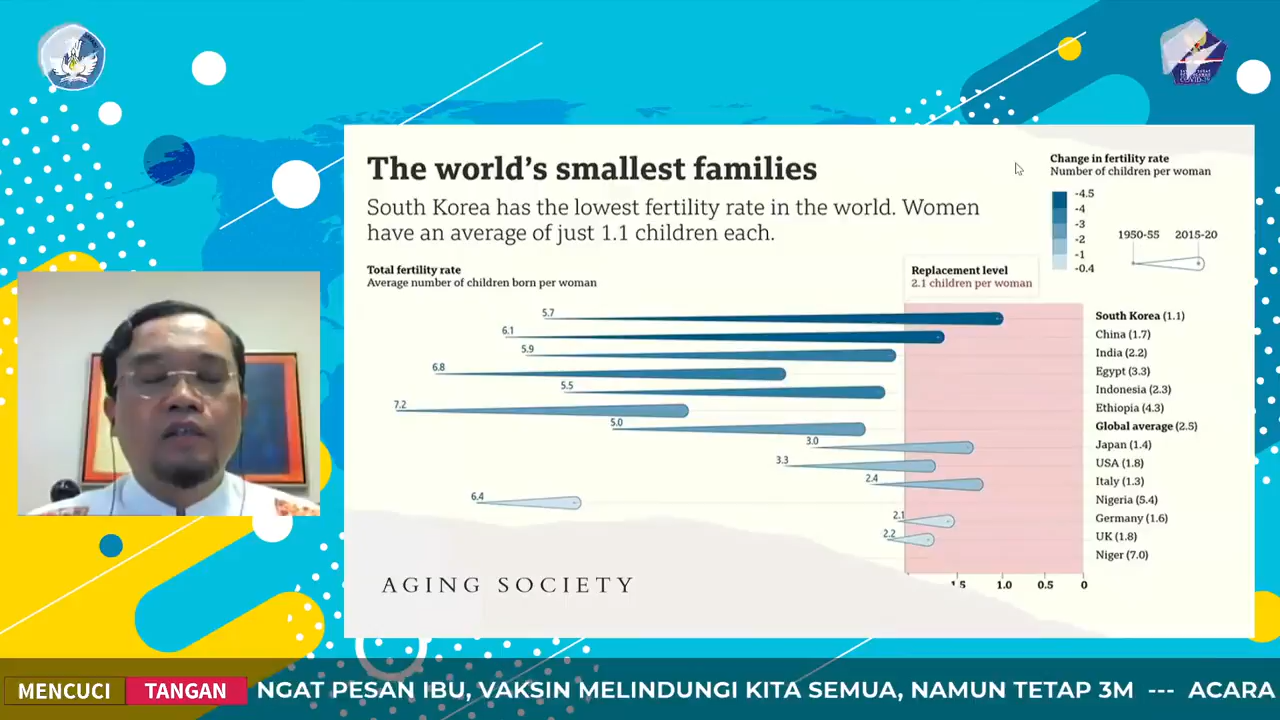 The world's smallest families
South Korea has the lowest fertility rate in the world. Women
have an average of just 1.1 children each.
Change in fertility rate
Number of children per woman
-4.5
-4
-3
-2
-1
-0.4
1950-55
2015-20
Total fertility rate
Average number of children born per woman
Replacement level
2.1 children per woman
5.7
South Korea (1.1)
6.1
China (1.7)
5.9
India (2.2)
6.8
Egypt (3.3)
5.5
Indonesia (2.3)
7.2
Ethiopia (4.3)
5.0
Global average (2.5)
3.0
Japan (1.4)
3.3
USA (1.8)
2.4
Italy (1.3)
6.4
Nigeria (5.4)
2.1
Germany (1.6)
2.2
UK (1.8)
Niger (7.0)
1.5
1.0
0.5
0
AGING SOCIETY
MENCUCI
TANGAN
NGAT PESAN IBU, VAKSIN MELINDUNGI KITA SEMUA, NAMUN TETAP 3M --- ACARA